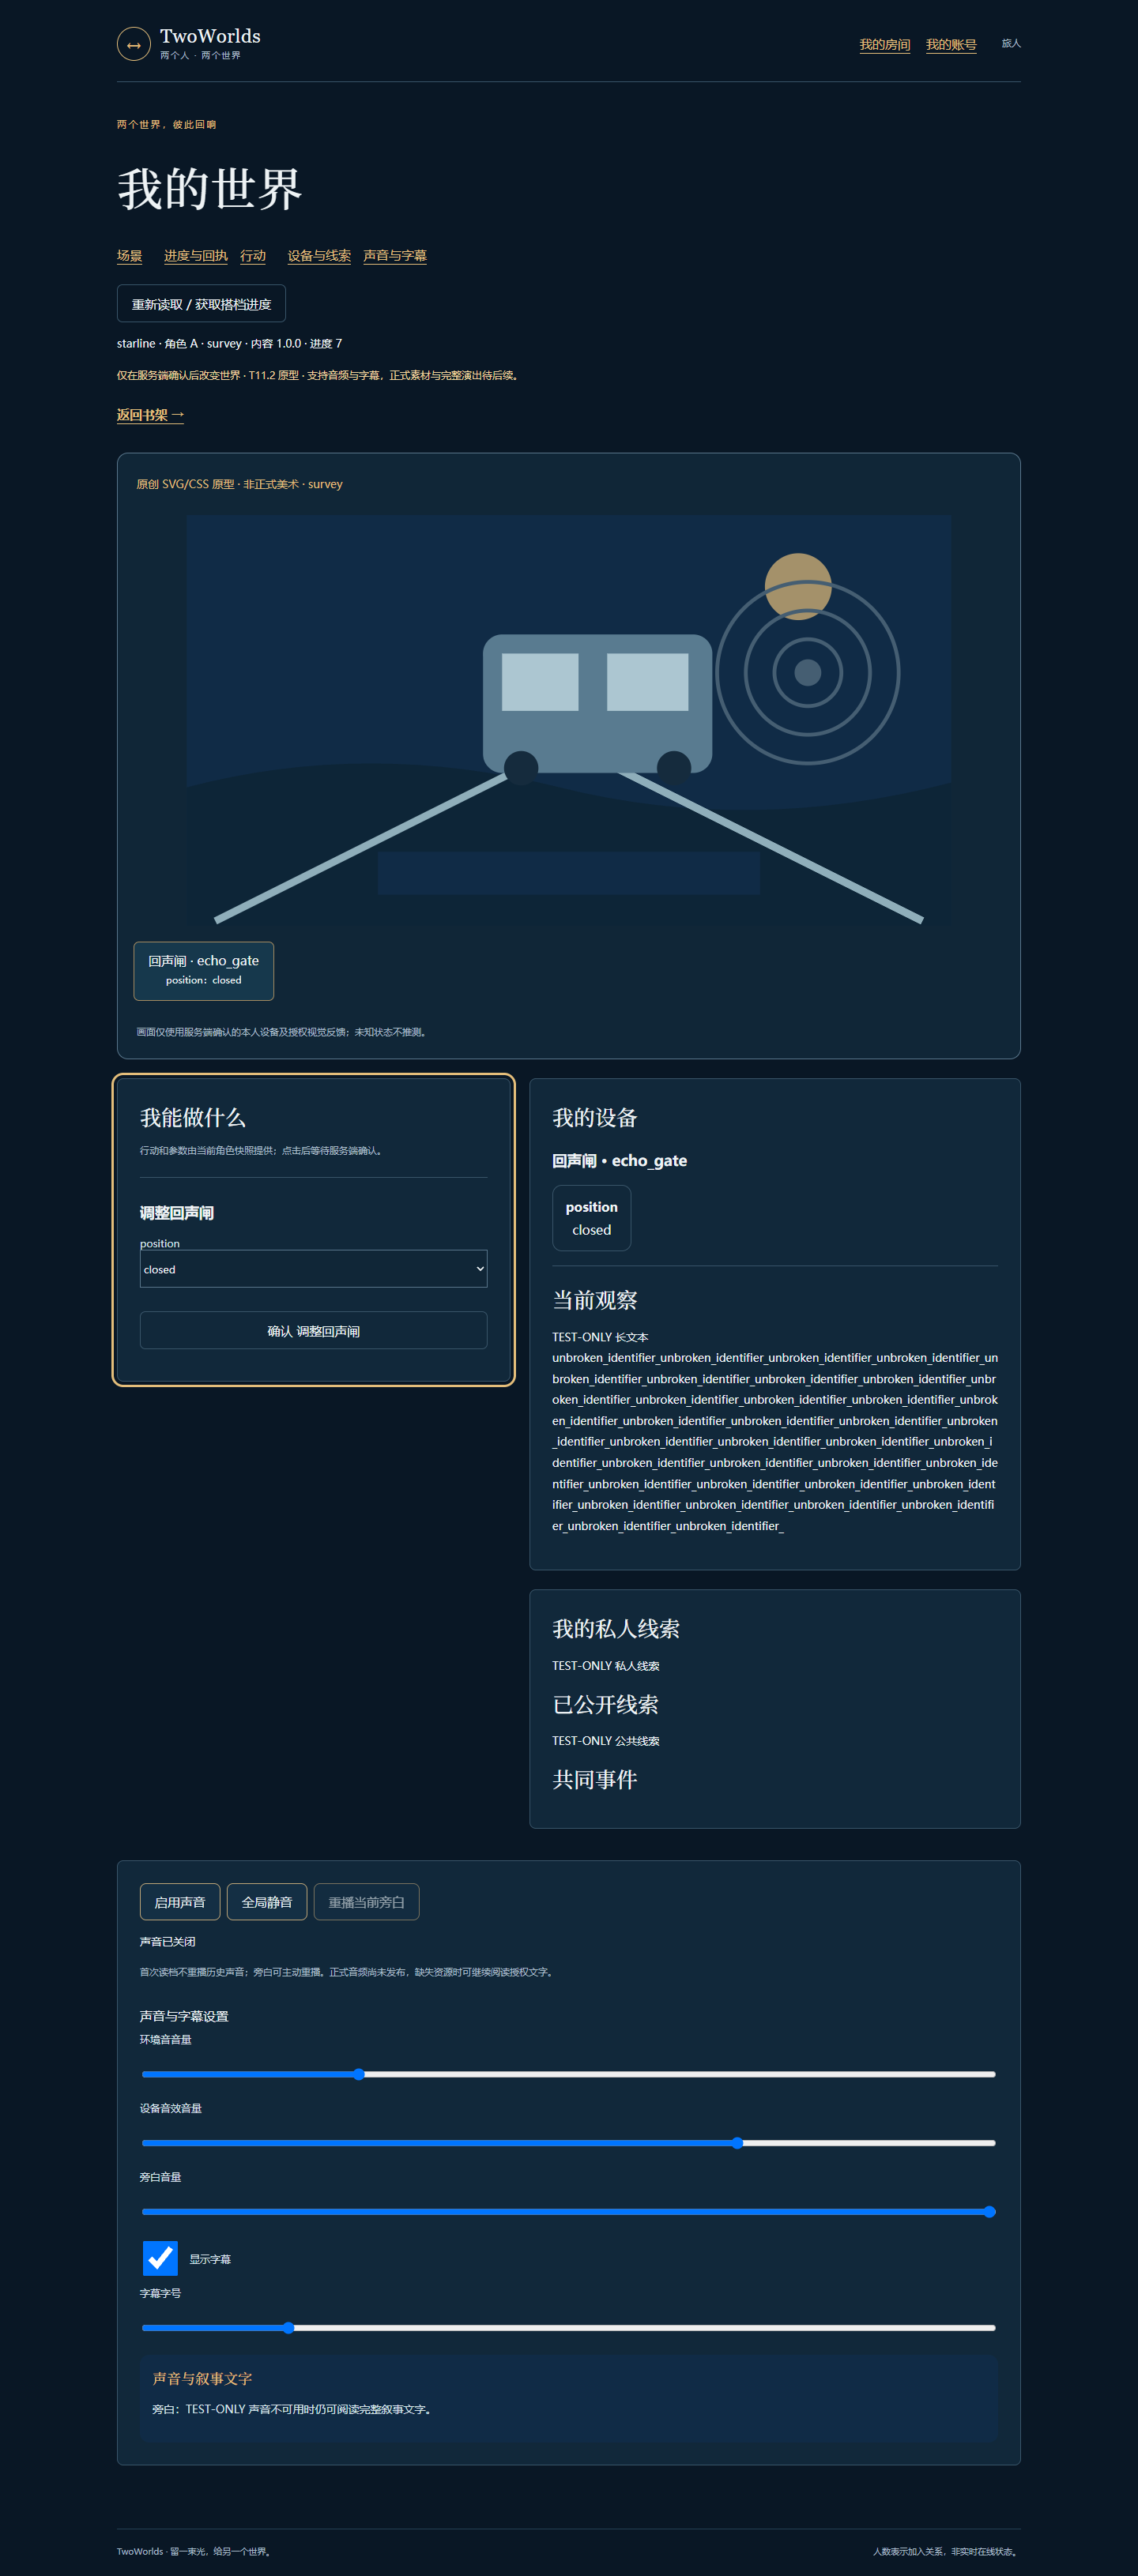 TwoWorlds
两个人 · 两个世界
我的房间 我的账号 旅人
两个世界，彼此回响
我的世界
场景 进度与回执 行动 设备与线索 声音与字幕
重新读取 / 获取搭档进度
starline · 角色 A · survey · 内容 1.0.0 · 进度 7
仅在服务端确认后改变世界 · T11.2 原型 · 支持音频与字幕，正式素材与完整演出待后续。
返回书架 →
原创 SVG/CSS 原型 · 非正式美术 · survey
回声闸 · echo_gate
position：closed
画面仅使用服务端确认的本人设备及授权视觉反馈；未知状态不推测。
我能做什么
行动和参数由当前角色快照提供；点击后等待服务端确认。
调整回声闸
position
closed
确认 调整回声闸
我的设备
回声闸 • echo_gate
position
closed
当前观察
TEST-ONLY 长文本
unbroken_identifier_unbroken_identifier_unbroken_identifier_unbroken_identifier_un
broken_identifier_unbroken_identifier_unbroken_identifier_unbroken_identifier_unbr
oken_identifier_unbroken_identifier_unbroken_identifier_unbroken_identifier_unbrok
en_identifier_unbroken_identifier_unbroken_identifier_unbroken_identifier_unbroken
_identifier_unbroken_identifier_unbroken_identifier_unbroken_identifier_unbroken_i
dentifier_unbroken_identifier_unbroken_identifier_unbroken_identifier_unbroken_ide
ntifier_unbroken_identifier_unbroken_identifier_unbroken_identifier_unbroken_ident
ifier_unbroken_identifier_unbroken_identifier_unbroken_identifier_unbroken_identifi
er_unbroken_identifier_unbroken_identifier_
我的私人线索
TEST-ONLY 私人线索
已公开线索
TEST-ONLY 公共线索
共同事件
启用声音 全局静音 重播当前旁白
声音已关闭
首次读档不重播历史声音；旁白可主动重播。正式音频尚未发布，缺失资源时可继续阅读授权文字。
声音与字幕设置
环境音音量
设备音效音量
旁白音量
显示字幕
字幕字号
声音与叙事文字
旁白：TEST-ONLY 声音不可用时仍可阅读完整叙事文字。
TwoWorlds · 留一束光，给另一个世界。
人数表示加入关系，非实时在线状态。